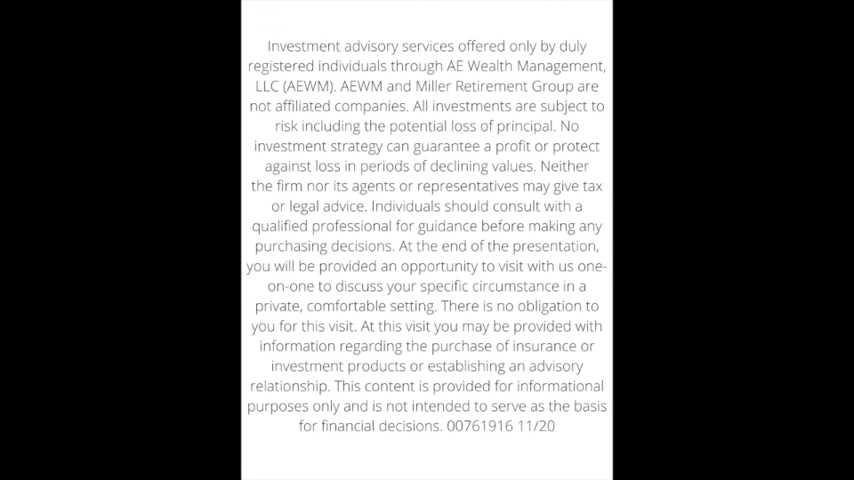 Investment advisory services offered only by duly
registered individuals through AE Wealth Management,
LLC (AEWM). AEWM and Miller Retirement Group are
not affiliated companies. All investments are subject to
risk including the potential loss of principal. No
investment strategy can guarantee a profit or protect
against loss in periods of declining values. Neither
the firm nor its agents or representatives may give tax
or legal advice. Individuals should consult with a
qualified professional for guidance before making any
purchasing decisions. At the end of the presentation,
you will be provided an opportunity to visit with us one-
on-one to discuss your specific circumstance in a
private, comfortable setting. There is no obligation to
you for this visit. At this visit you may be provided with
information regarding the purchase of insurance or
investment products or establishing an advisory
relationship. This content is provided for informational
purposes only and is not intended to serve as the basis
for financial decisions. 00761916 11/20